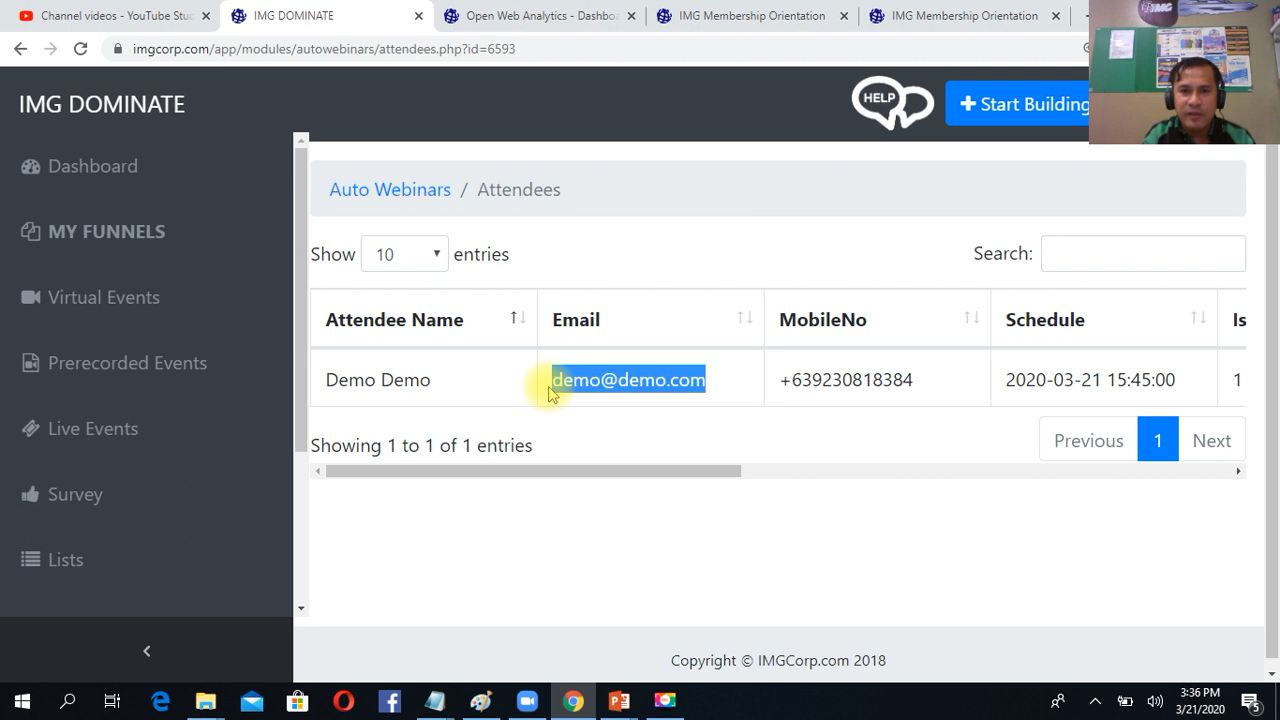 Channel videos - YouTube Stu
IMG DOMINATE
Open Web Analytics - Dashbo
IMG Membership Orientation
IMG Membership Orientation
imgcorp.com/app/modules/autowebinars/attendees.php?id=6593
IMG DOMINATE
HELP
Start Building
Dashboard
MY FUNNELS
Virtual Events
Prerecorded Events
Live Events
Survey
Lists
Auto Webinars / Attendees
Show 10 entries
Search:
Attendee Name Email MobileNo Schedule Is
Demo Demo demo@demo.com +639230818384 2020-03-21 15:45:00 1
Showing 1 to 1 of 1 entries
Previous 1 Next
Copyright © IMGCorp.com 2018
3:36 PM
3/21/2020
5